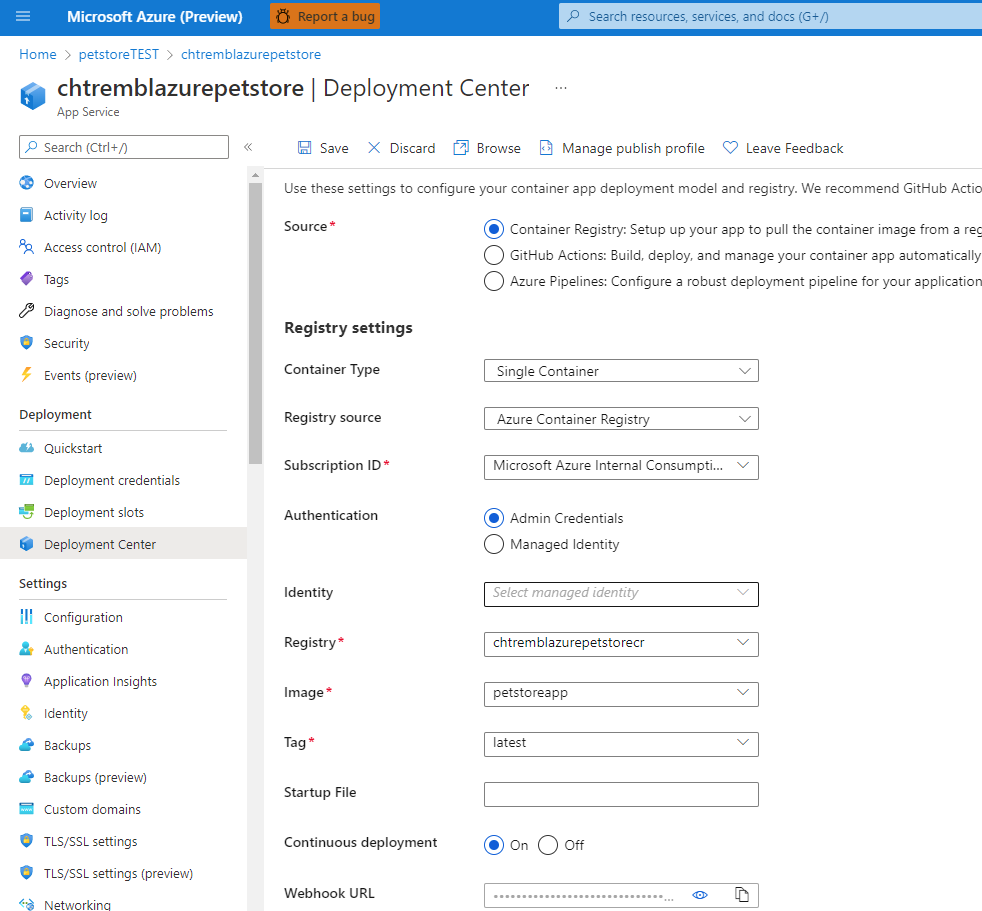 Microsoft Azure (Preview)
Report a bug
Search resources, services, and docs (G+/)
Home > petstoreTEST > chtremblazurepetstore
chtremblazurepetstore | Deployment Center ...
App Service
Search (Ctrl+/)
«
Save
Discard
Browse
Manage publish profile
Leave Feedback
Overview
Activity log
Access control (IAM)
Tags
Diagnose and solve problems
Security
Events (preview)
Deployment
Quickstart
Deployment credentials
Deployment slots
Deployment Center
Settings
Configuration
Authentication
Application Insights
Identity
Backups
Backups (preview)
Custom domains
TLS/SSL settings
TLS/SSL settings (preview)
Networking
Use these settings to configure your container app deployment model and registry. We recommend GitHub Actio
Source*
Container Registry: Setup up your app to pull the container image from a reg
GitHub Actions: Build, deploy, and manage your container app automatically
Azure Pipelines: Configure a robust deployment pipeline for your application
Registry settings
Container Type
Single Container
Registry source
Azure Container Registry
Subscription ID*
Microsoft Azure Internal Consumpti...
Authentication
Admin Credentials
Managed Identity
Identity
Select managed identity
Registry*
chtremblazurepetstorecr
Image*
petstoreapp
Tag*
latest
Startup File
Continuous deployment
On
Off
Webhook URL